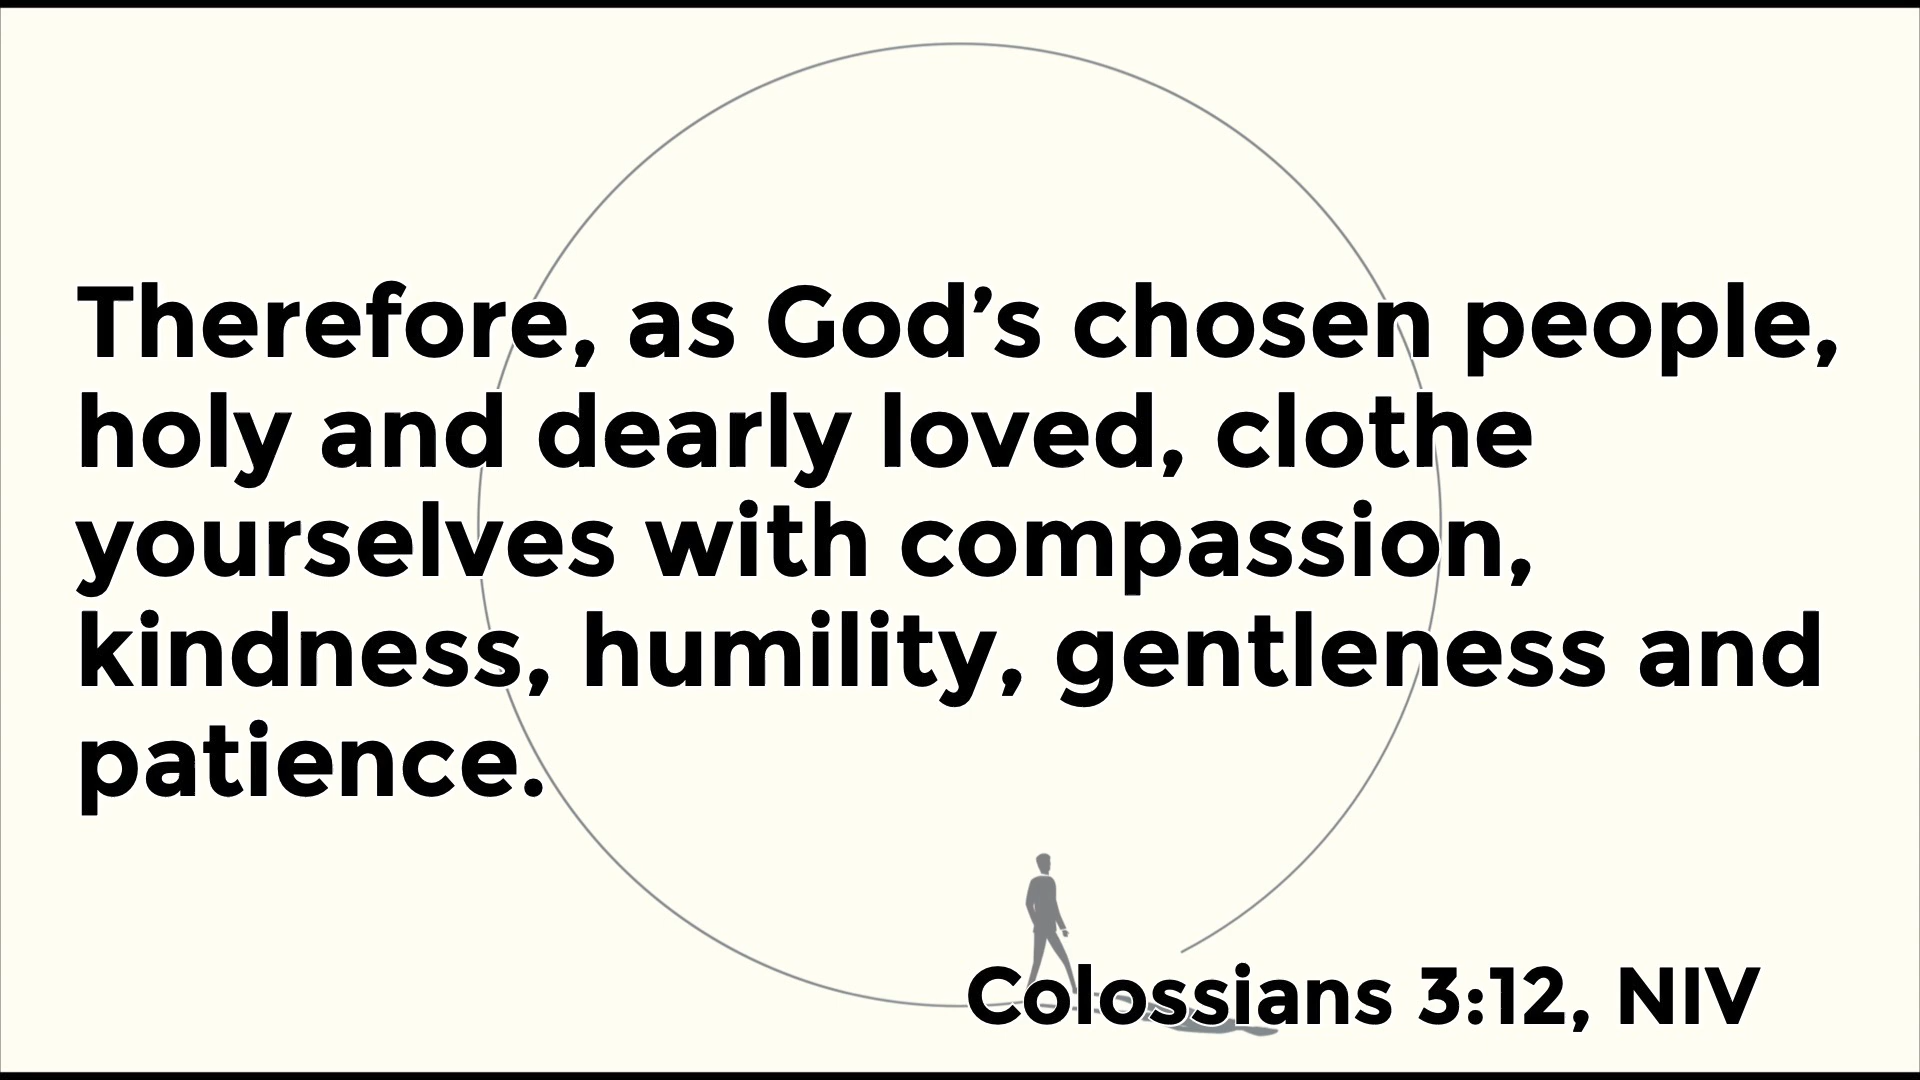 Therefore, as God’s chosen people,
holy and dearly loved, clothe
yourselves with compassion,
kindness, humility, gentleness and
patience.
Colossians 3:12, NIV